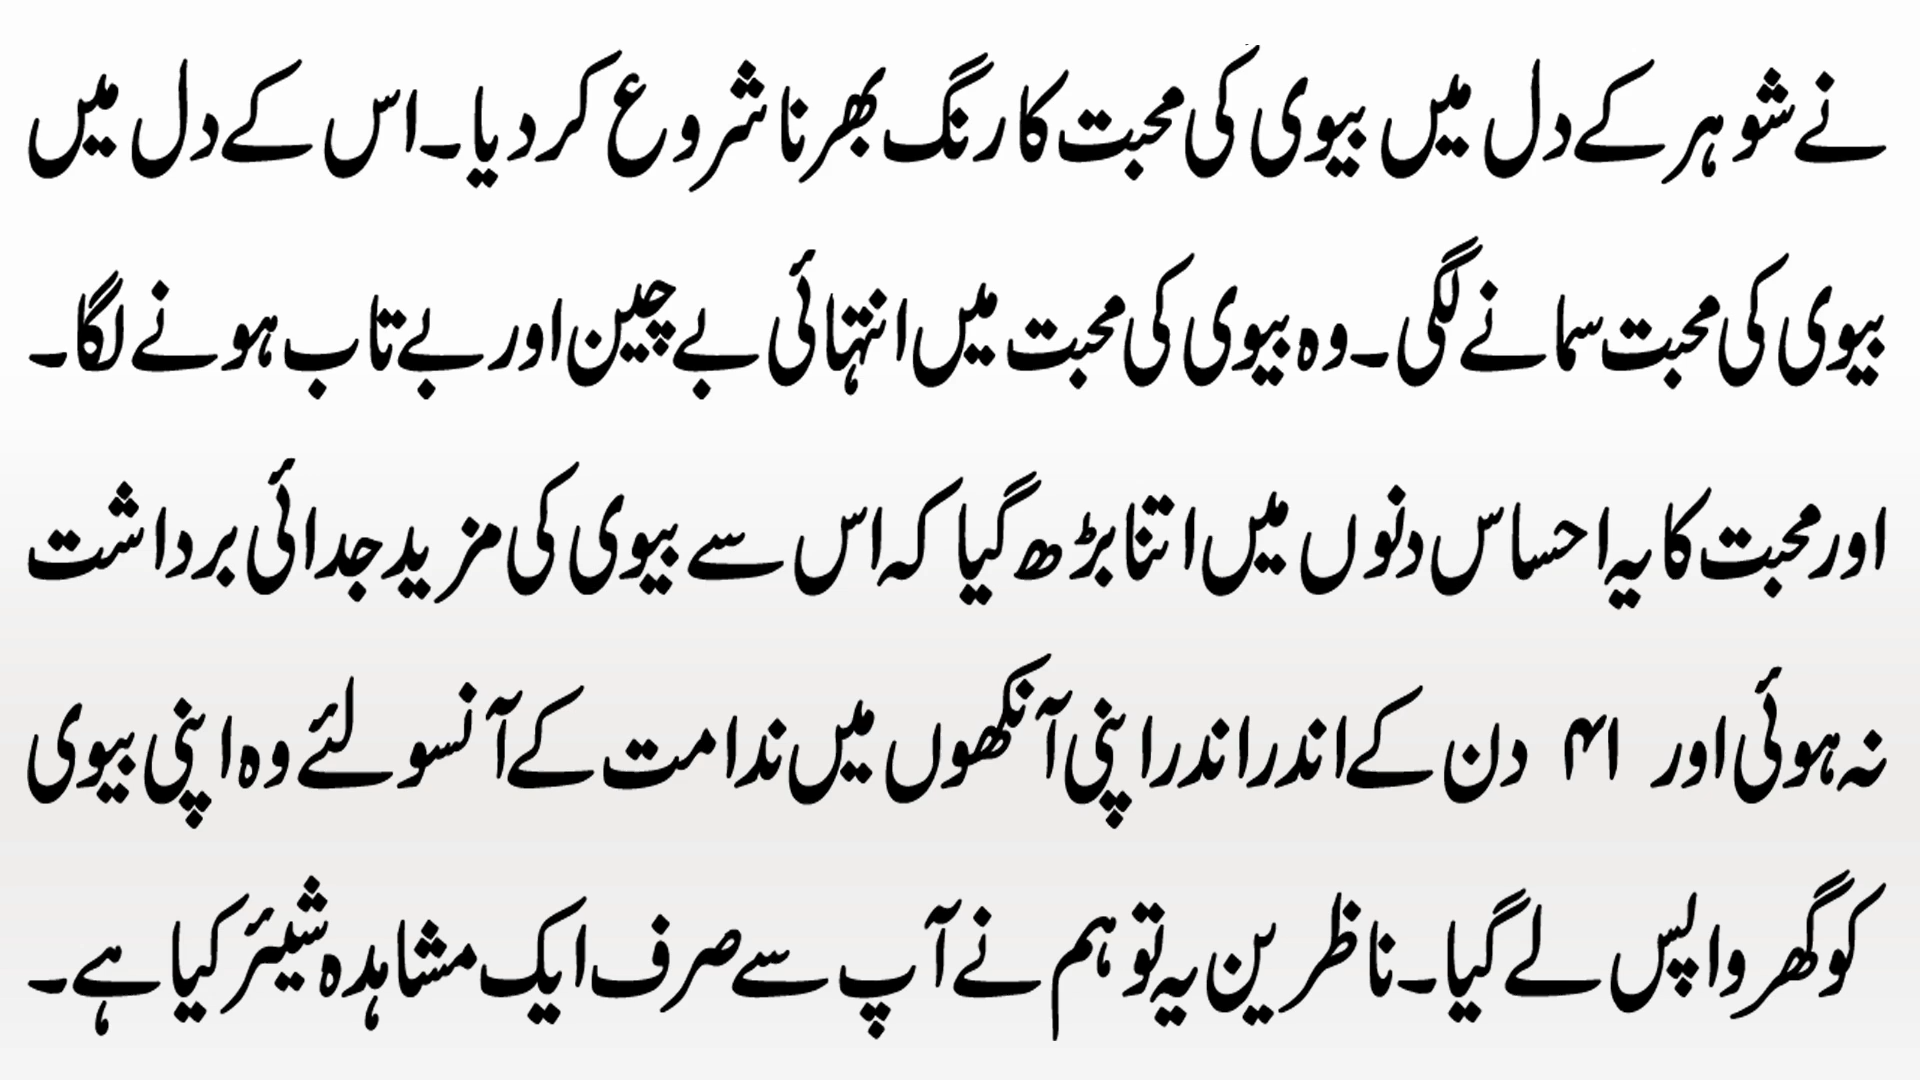 نے شوہر کے دل میں بیوی کی محبت کا رنگ بھرنا شروع کر دیا۔ اس کے دل میں
بیوی کی محبت سمانے لگی۔ وہ بیوی کی محبت میں انتہائی بے چین اور بے تاب ہونے لگا۔
اور محبت کا یہ احساس دنوں میں اتنا بڑھ گیا کہ اس سے بیوی کی مزید جدائی برداشت
نہ ہوئی اور ۴۱ دن کے اندر اندر اپنی آنکھوں میں ندامت کے آنسو لئے وہ اپنی بیوی
کو گھر واپس لے گیا۔ ناظرین یہ تو ہم نے آپ سے صرف ایک مشاہدہ شیئر کیا ہے۔